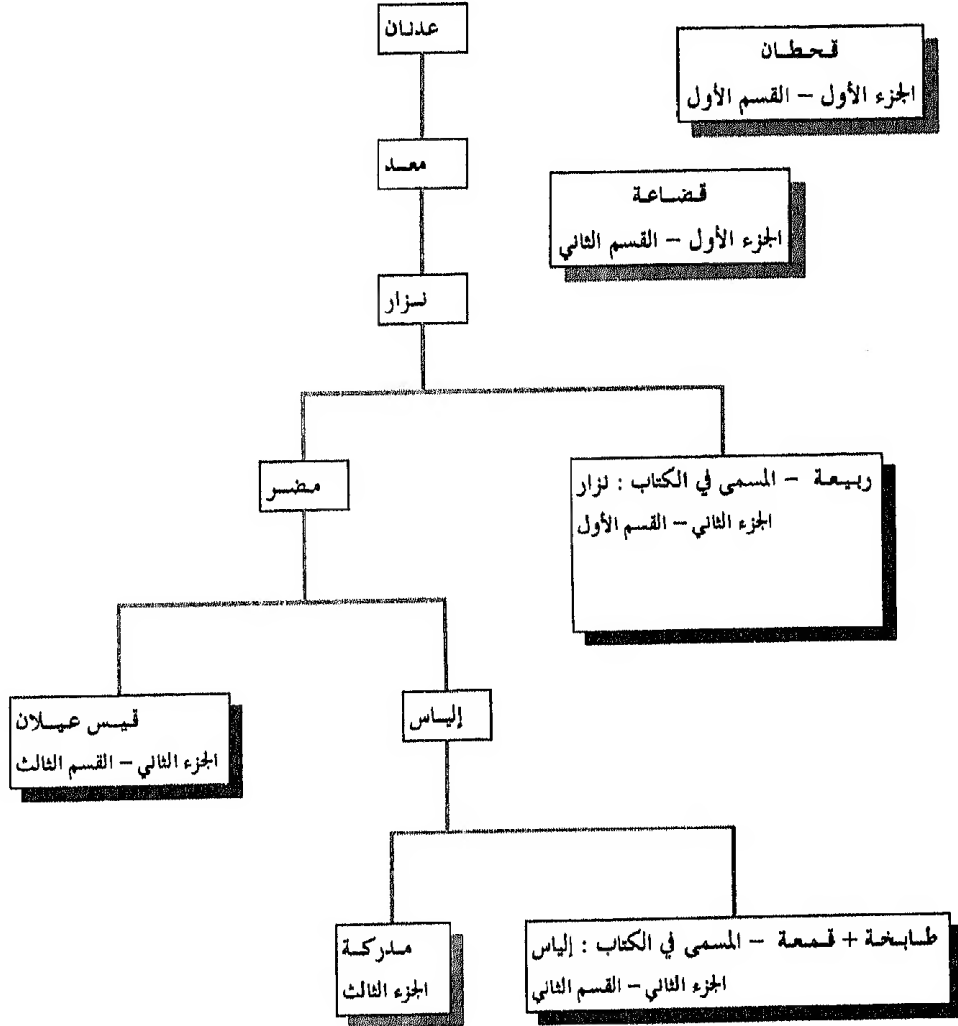 عدنان
قحطان
الجزء الأول – القسم الأول
معد
قضاعة
الجزء الأول – القسم الثاني
نزار
مضر
ربيعة – المسمى في الكتاب : نزار
الجزء الثاني – القسم الأول
إلياس
قيس عيلان
الجزء الثاني – القسم الثالث
طابخة + قمعة – المسمى في الكتاب : إلياس
الجزء الثاني – القسم الثاني
مدركة
الجزء الثالث